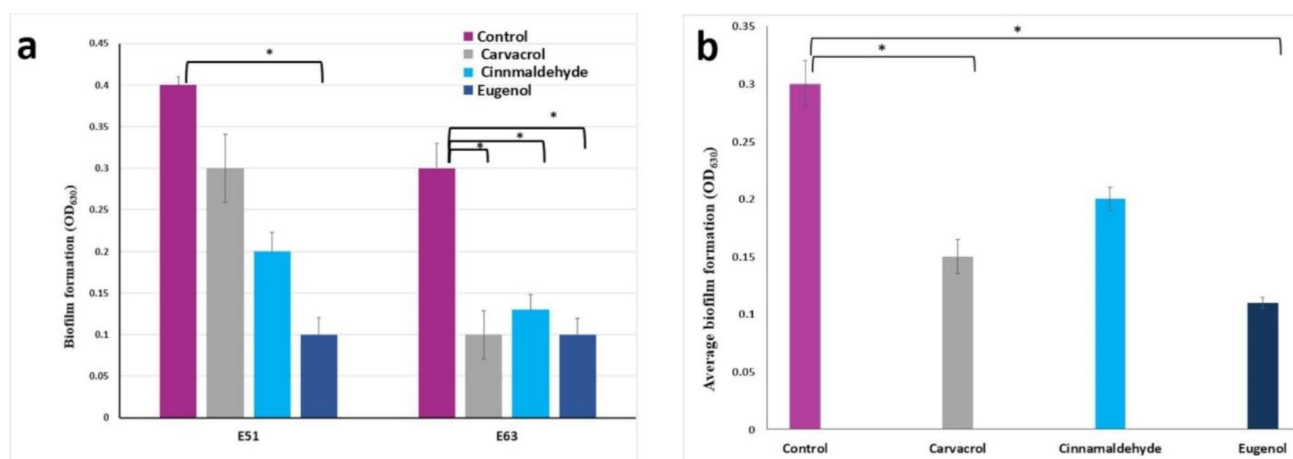 a
Control
Carvacrol
Cinnmaldehyde
Eugenol
*
*
*
*
Biofilm formation (OD630)
0.45
0.4
0.35
0.3
0.25
0.2
0.15
0.1
0.05
0
E51
E63
b
*
*
Average biofilm formation (OD630)
0.35
0.3
0.25
0.2
0.15
0.1
0.05
0
Control
Carvacrol
Cinnamaldehyde
Eugenol